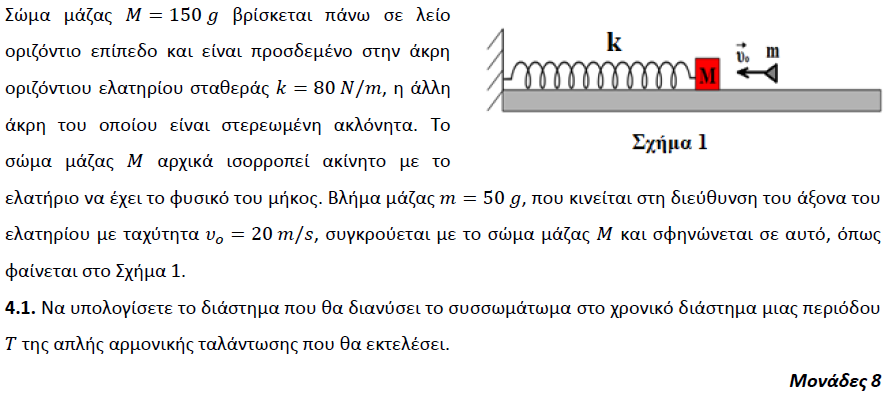 Σώμα μάζας M = 150 g βρίσκεται πάνω σε λείο
οριζόντιο επίπεδο και είναι προσδεμένο στην άκρη
οριζόντιου ελατηρίου σταθεράς k = 80 N/m, η άλλη
άκρη του οποίου είναι στερεωμένη ακλόνητα. Το
σώμα μάζας M αρχικά ισορροπεί ακίνητο με το
k
M
υ⃗ₒ
m
Σχήμα 1
ελατήριο να έχει το φυσικό του μήκος. Βλήμα μάζας m = 50 g, που κινείται στη διεύθυνση του άξονα του
ελατηρίου με ταχύτητα υₒ = 20 m/s, συγκρούεται με το σώμα μάζας M και σφηνώνεται σε αυτό, όπως
φαίνεται στο Σχήμα 1.
4.1. Να υπολογίσετε το διάστημα που θα διανύσει το συσσωμάτωμα στο χρονικό διάστημα μιας περιόδου
T της απλής αρμονικής ταλάντωσης που θα εκτελέσει.
Μονάδες 8